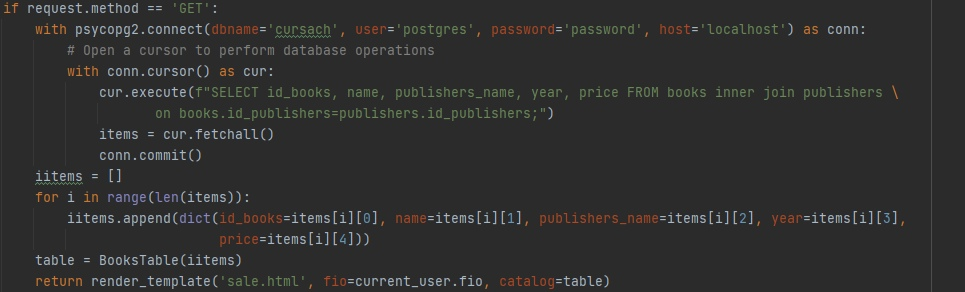 if request.method == 'GET':
    with psycopg2.connect(dbname='cursach', user='postgres', password='password', host='localhost') as conn:
        # Open a cursor to perform database operations
        with conn.cursor() as cur:
            cur.execute(f"SELECT id_books, name, publishers_name, year, price FROM books inner join publishers \
                   on books.id_publishers=publishers.id_publishers;")
            items = cur.fetchall()
            conn.commit()
    iitems = []
    for i in range(len(items)):
        iitems.append(dict(id_books=items[i][0], name=items[i][1], publishers_name=items[i][2], year=items[i][3],
                           price=items[i][4]))
    table = BooksTable(iitems)
    return render_template('sale.html', fio=current_user.fio, catalog=table)